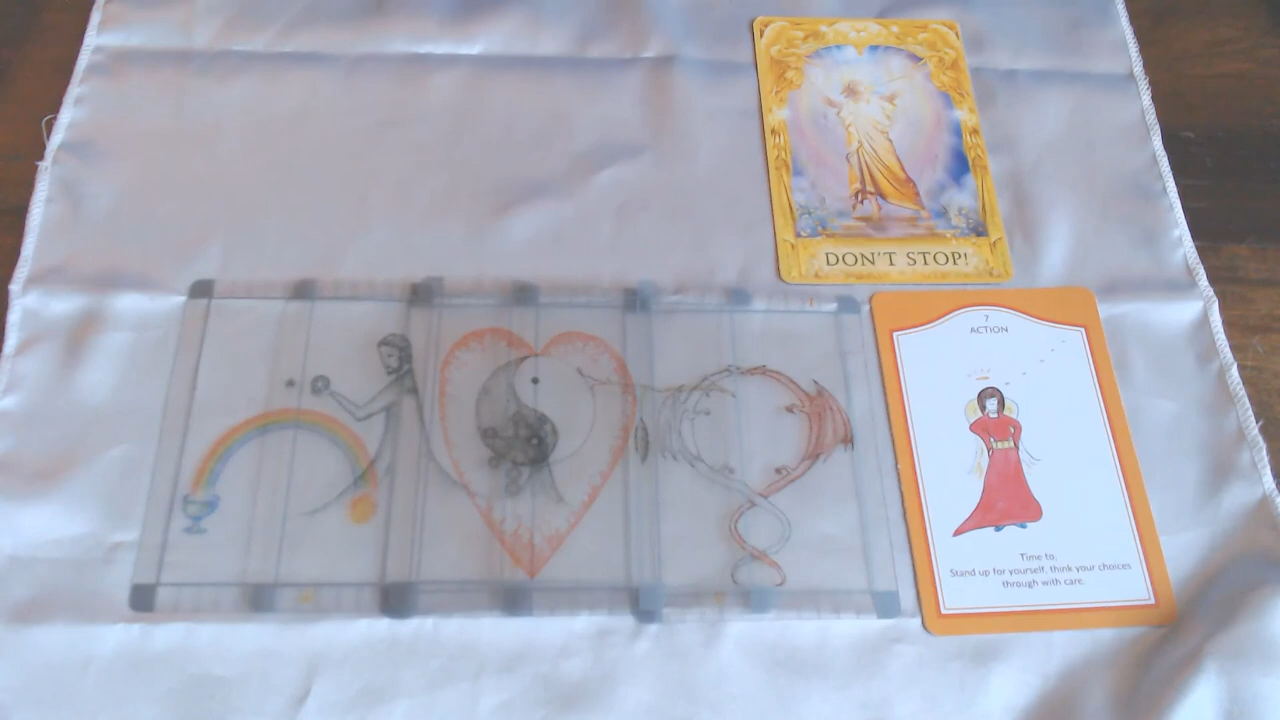 DON'T STOP!
7
ACTION
Time to,
Stand up for yourself, think your choices
through with care.